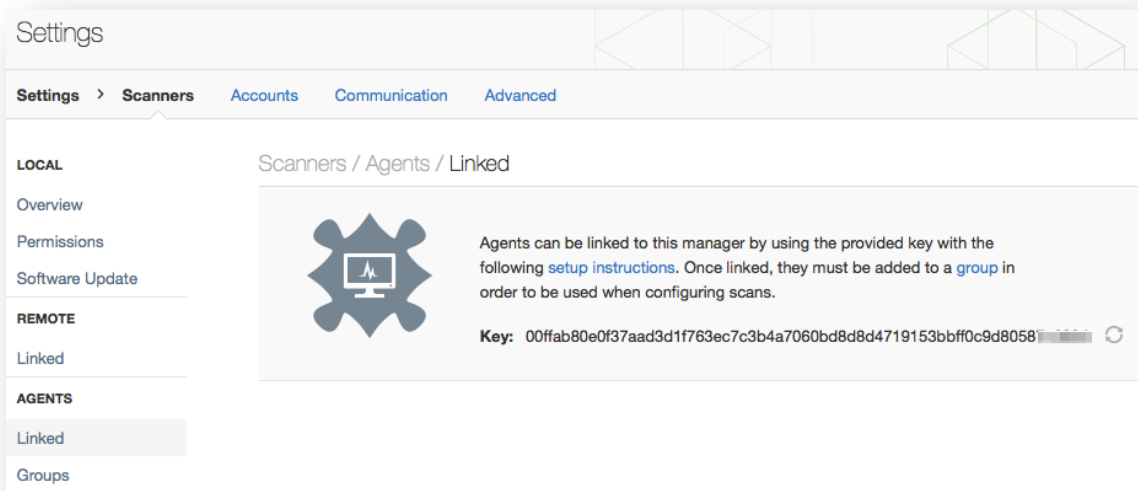 Settings
Settings > Scanners Accounts Communication Advanced
LOCAL
Overview
Permissions
Software Update
REMOTE
Linked
AGENTS
Linked
Groups
Scanners / Agents / Linked
Agents can be linked to this manager by using the provided key with the
following setup instructions. Once linked, they must be added to a group in
order to be used when configuring scans.
Key: 00ffab80e0f37aad3d1f763ec7c3b4a7060bd8d8d4719153bbff0c9d8058